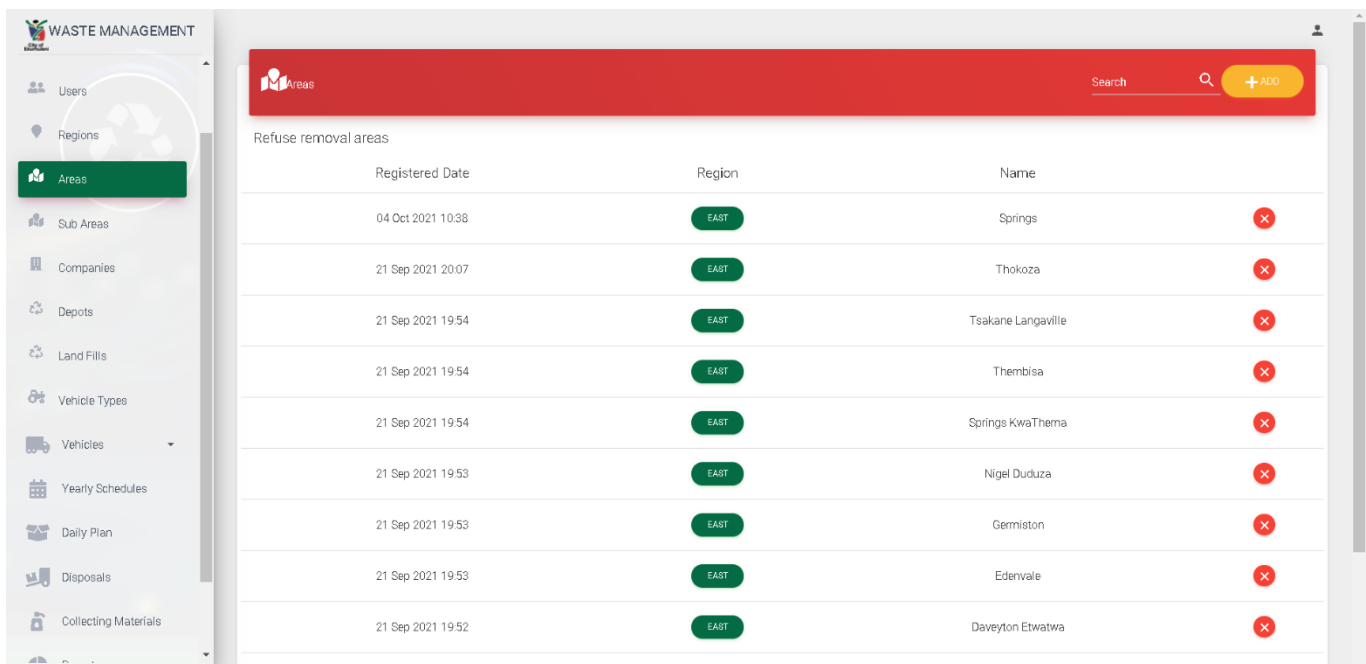 WASTE MANAGEMENT
City of
Users
Regions
Areas
Sub Areas
Companies
Depots
Land Fills
Vehicle Types
Vehicles
Yearly Schedules
Daily Plan
Disposals
Collecting Materials
Areas
Search
ADD
Refuse removal areas
Registered Date Region Name
04 Oct 2021 10:38 EAST Springs
21 Sep 2021 20:07 EAST Thokoza
21 Sep 2021 19:54 EAST Tsakane Langaville
21 Sep 2021 19:54 EAST Thembisa
21 Sep 2021 19:54 EAST Springs KwaThema
21 Sep 2021 19:53 EAST Nigel Duduza
21 Sep 2021 19:53 EAST Germiston
21 Sep 2021 19:53 EAST Edenvale
21 Sep 2021 19:52 EAST Daveyton Etwatwa